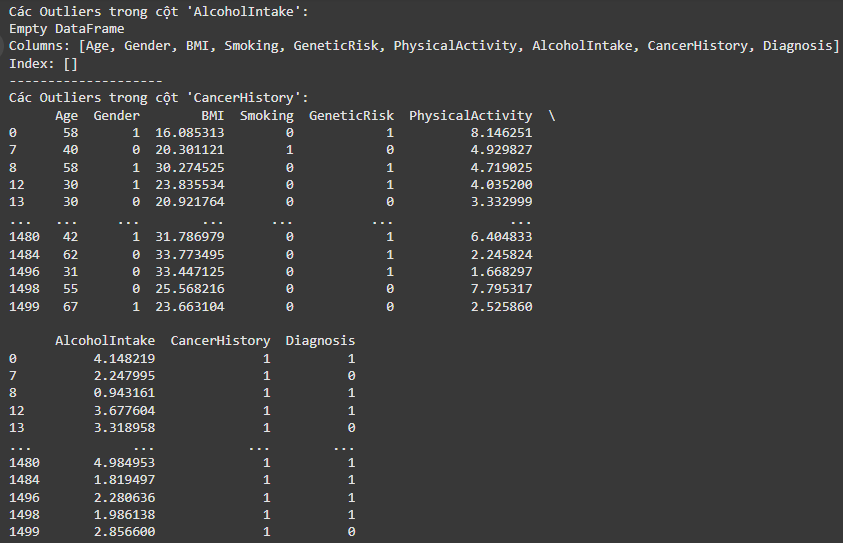 Các Outliers trong cột 'AlcoholIntake':
Empty DataFrame
Columns: [Age, Gender, BMI, Smoking, GeneticRisk, PhysicalActivity, AlcoholIntake, CancerHistory, Diagnosis]
Index: []
--------------------
Các Outliers trong cột 'CancerHistory':
      Age  Gender        BMI  Smoking  GeneticRisk  PhysicalActivity  \
0      58       1  16.085313        0            1          8.146251
7      40       0  20.301121        1            0          4.929827
8      58       1  30.274525        0            1          4.719025
12     30       1  23.835534        0            1          4.035200
13     30       0  20.921764        0            0          3.332999
...   ...     ...        ...      ...          ...               ...
1480   42       1  31.786979        0            1          6.404833
1484   62       0  33.773495        0            1          2.245824
1496   31       0  33.447125        0            1          1.668297
1498   55       0  25.568216        0            0          7.795317
1499   67       1  23.663104        0            0          2.525860

      AlcoholIntake  CancerHistory  Diagnosis
0          4.148219              1          1
7          2.247995              1          0
8          0.943161              1          1
12         3.677604              1          1
13         3.318958              1          0
...             ...            ...        ...
1480       4.984953              1          1
1484       1.819497              1          1
1496       2.280636              1          1
1498       1.986138              1          1
1499       2.856600              1          0